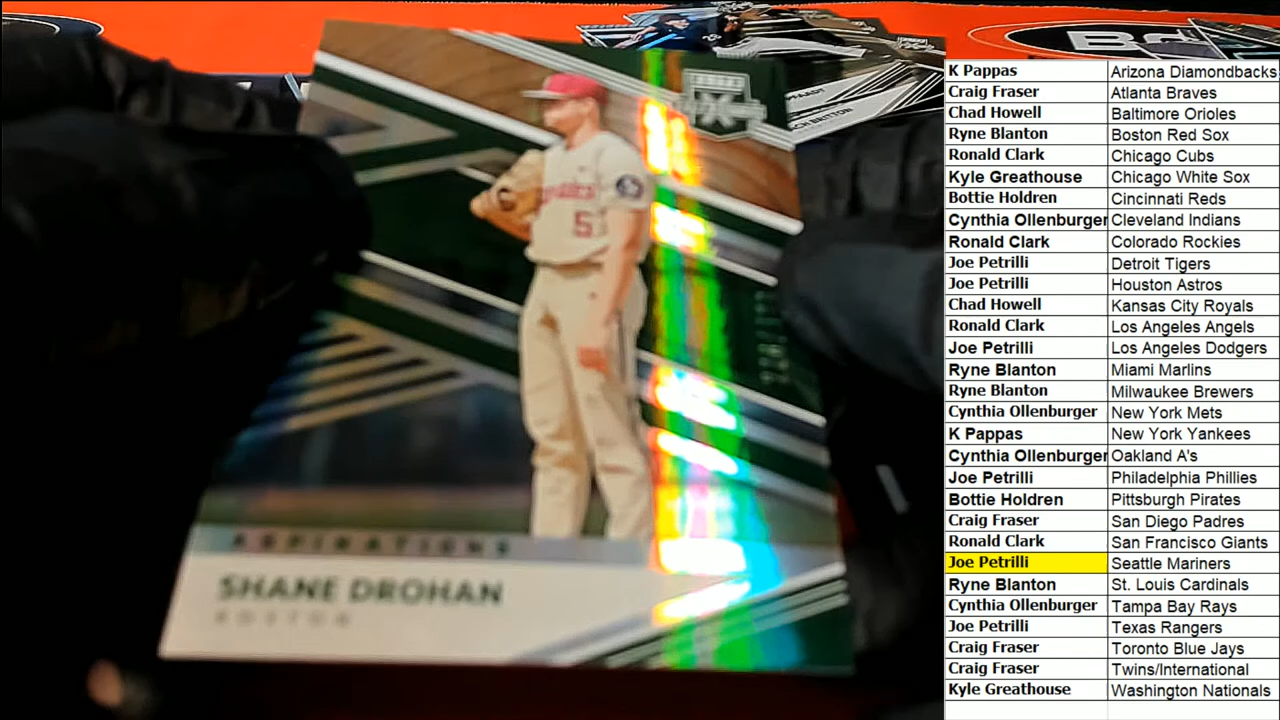 BRITTON
5
ASPIRATIONS
SHANE DROHAN
BOSTON
K Pappas Arizona Diamondbacks
Craig Fraser Atlanta Braves
Chad Howell Baltimore Orioles
Ryne Blanton Boston Red Sox
Ronald Clark Chicago Cubs
Kyle Greathouse Chicago White Sox
Bottie Holdren Cincinnati Reds
Cynthia Ollenburger Cleveland Indians
Ronald Clark Colorado Rockies
Joe Petrilli Detroit Tigers
Joe Petrilli Houston Astros
Chad Howell Kansas City Royals
Ronald Clark Los Angeles Angels
Joe Petrilli Los Angeles Dodgers
Ryne Blanton Miami Marlins
Ryne Blanton Milwaukee Brewers
Cynthia Ollenburger New York Mets
K Pappas New York Yankees
Cynthia Ollenburger Oakland A's
Joe Petrilli Philadelphia Phillies
Bottie Holdren Pittsburgh Pirates
Craig Fraser San Diego Padres
Ronald Clark San Francisco Giants
Joe Petrilli Seattle Mariners
Ryne Blanton St. Louis Cardinals
Cynthia Ollenburger Tampa Bay Rays
Joe Petrilli Texas Rangers
Craig Fraser Toronto Blue Jays
Craig Fraser Twins/International
Kyle Greathouse Washington Nationals